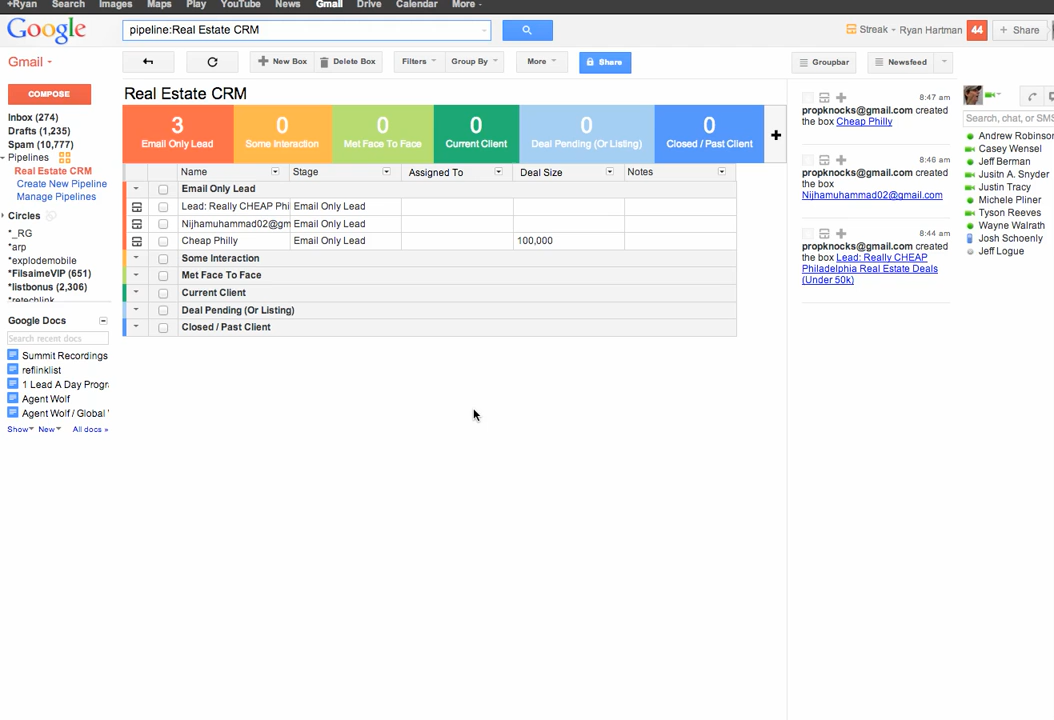 +Ryan Search Images Maps Play YouTube News Gmail Drive Calendar More
Google
pipeline:Real Estate CRM
Streak
Ryan Hartman
44
+ Share
Gmail
New Box
Delete Box
Filters
Group By
More
Share
Groupbar
Newsfeed
COMPOSE
Inbox (274)
Drafts (1,235)
Spam (10,777)
Pipelines
Real Estate CRM
Create New Pipeline
Manage Pipelines
Circles
*_RG
*arp
*explodemobile
*FilsaimeVIP (651)
*listbonus (2,306)
*retechlink
Google Docs
Search recent docs
Summit Recordings
reflinklist
1 Lead A Day Progr
Agent Wolf
Agent Wolf / Global
Show New All docs »
Real Estate CRM
3
Email Only Lead
0
Some Interaction
0
Met Face To Face
0
Current Client
0
Deal Pending (Or Listing)
0
Closed / Past Client
+
Name Stage Assigned To Deal Size Notes
Email Only Lead
Lead: Really CHEAP Phi Email Only Lead
Nijhamuhammad02@gm Email Only Lead
Cheap Philly Email Only Lead 100,000
Some Interaction
Met Face To Face
Current Client
Deal Pending (Or Listing)
Closed / Past Client
8:47 am
propknocks@gmail.com created
the box Cheap Philly
8:46 am
propknocks@gmail.com created
the box
Nijhamuhammad02@gmail.com
8:44 am
propknocks@gmail.com created
the box Lead: Really CHEAP
Philadelphia Real Estate Deals
(Under 50k)
Search, chat, or SMS
Andrew Robinso
Casey Wensel
Jeff Berman
Jusitn A. Snyder
Justin Tracy
Michele Pliner
Tyson Reeves
Wayne Walrath
Josh Schoenly
Jeff Logue